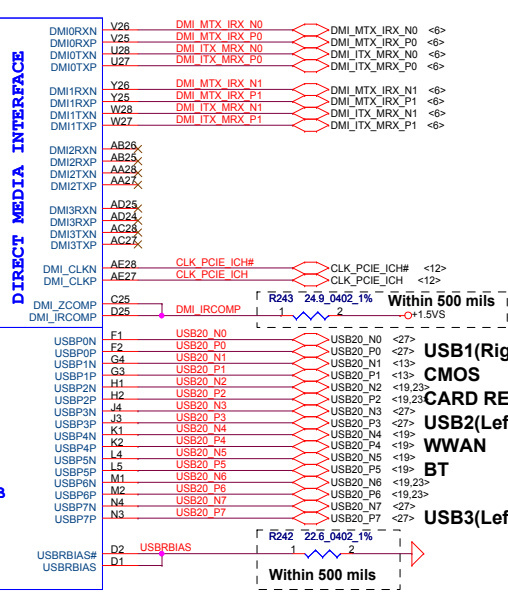 DIRECT MEDIA INTERFACE
DMI0RXN V26 DMI_MTX_IRX_N0 DMI_MTX_IRX_N0 <6>
DMI0RXP V25 DMI_MTX_IRX_P0 DMI_MTX_IRX_P0 <6>
DMI0TXN U28 DMI_ITX_MRX_N0 DMI_ITX_MRX_N0 <6>
DMI0TXP U27 DMI_ITX_MRX_P0 DMI_ITX_MRX_P0 <6>
DMI1RXN Y26 DMI_MTX_IRX_N1 DMI_MTX_IRX_N1 <6>
DMI1RXP Y25 DMI_MTX_IRX_P1 DMI_MTX_IRX_P1 <6>
DMI1TXN W28 DMI_ITX_MRX_N1 DMI_ITX_MRX_N1 <6>
DMI1TXP W27 DMI_ITX_MRX_P1 DMI_ITX_MRX_P1 <6>
DMI2RXN AB26
DMI2RXP AB25
DMI2TXN AA28
DMI2TXP AA27
DMI3RXN AD25
DMI3RXP AD24
DMI3TXN AC28
DMI3TXP AC27
DMI_CLKN AE28 CLK_PCIE_ICH# CLK_PCIE_ICH# <12>
DMI_CLKP AE27 CLK_PCIE_ICH CLK_PCIE_ICH <12>
R243 24.9_0402_1% Within 500 mils
DMI_ZCOMP C25
DMI_IRCOMP D25 DMI_IRCOMP 1 2 +1.5VS
USBP0N F1 USB20_N0 USB20_N0 <27>
USBP0P F2 USB20_P0 USB20_P0 <27> USB1(Rig
USBP1N G4 USB20_N1 USB20_N1 <13>
USBP1P G3 USB20_P1 USB20_P1 <13> CMOS
USBP2N H1 USB20_N2 USB20_N2 <19,23>
USBP2P H2 USB20_P2 USB20_P2 <19,23> CARD RE
USBP3N J4 USB20_N3 USB20_N3 <27>
USBP3P J3 USB20_P3 USB20_P3 <27> USB2(Lef
USBP4N K1 USB20_N4 USB20_N4 <19>
USBP4P K2 USB20_P4 USB20_P4 <19> WWAN
USBP5N L4 USB20_N5 USB20_N5 <19>
USBP5P L5 USB20_P5 USB20_P5 <19> BT
USBP6N M1 USB20_N6 USB20_N6 <19,23>
USBP6P M2 USB20_P6 USB20_P6 <19,23>
USBP7N N4 USB20_N7 USB20_N7 <27>
USBP7P N3 USB20_P7 USB20_P7 <27> USB3(Lef
R242 22.6_0402_1%
USBRBIAS# D2 USBRBIAS 1 2
USBRBIAS D1
Within 500 mils